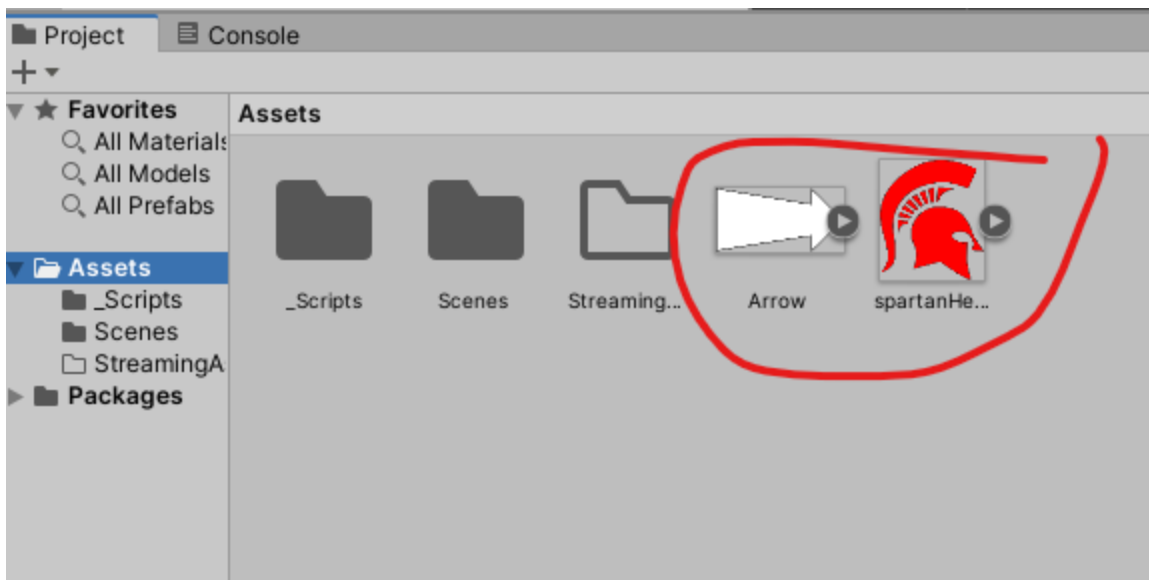 Project
Console
Favorites
All Materials
All Models
All Prefabs
Assets
_Scripts
Scenes
StreamingA
Packages
Assets
_Scripts
Scenes
Streaming...
Arrow
spartanHe...